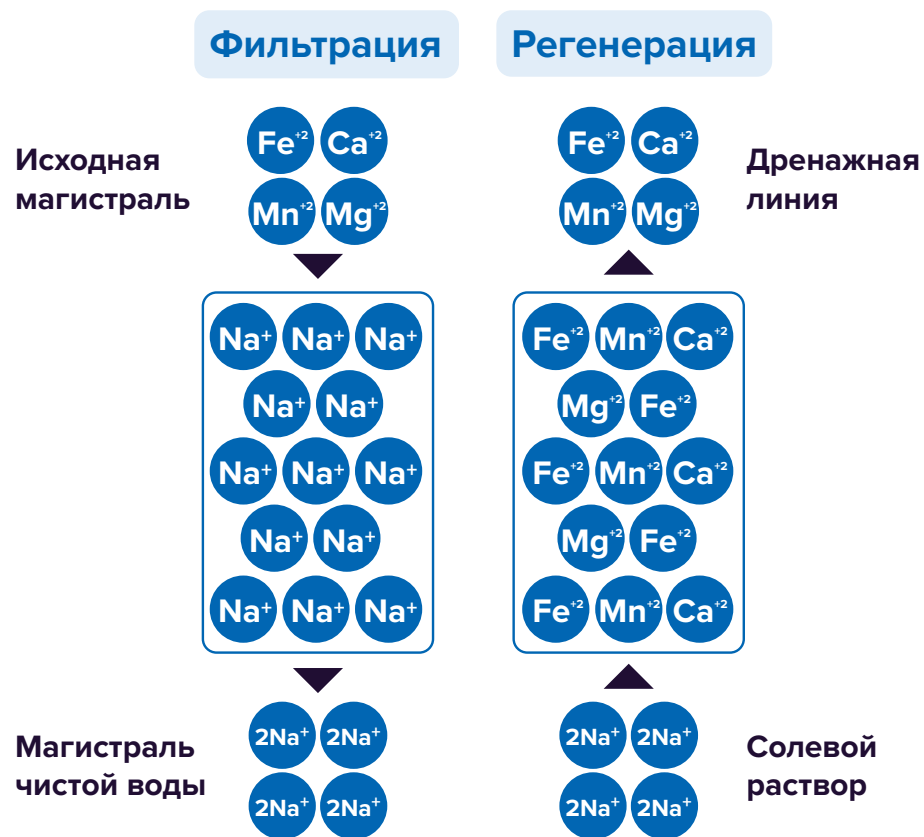 Фильтрация
Регенерация
Fe⁺² Ca⁺²
Fe⁺² Ca⁺²
Исходная
магистраль
Дренажная
линия
Mn⁺² Mg⁺²
Mn⁺² Mg⁺²
Na⁺ Na⁺ Na⁺
Fe⁺² Mn⁺² Ca⁺²
Na⁺ Na⁺
Mg⁺² Fe⁺²
Na⁺ Na⁺ Na⁺
Fe⁺² Mn⁺² Ca⁺²
Na⁺ Na⁺
Mg⁺² Fe⁺²
Na⁺ Na⁺ Na⁺
Fe⁺² Mn⁺² Ca⁺²
2Na⁺ 2Na⁺
2Na⁺ 2Na⁺
Магистраль
чистой воды
Солевой
раствор
2Na⁺ 2Na⁺
2Na⁺ 2Na⁺